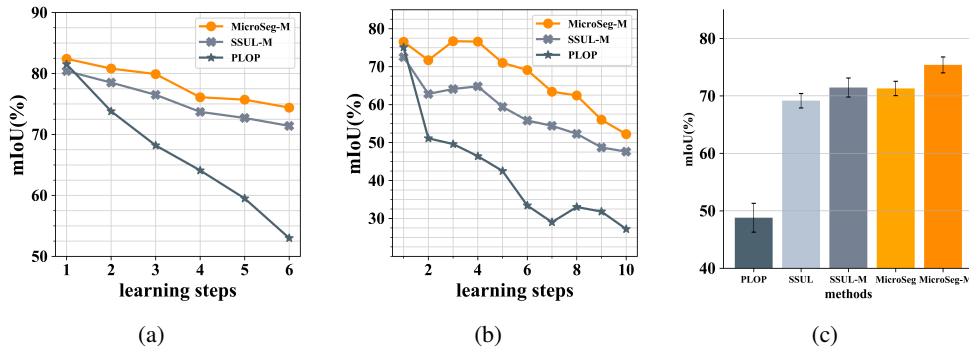 90
80
70
60
50
mIoU(%)
1 2 3 4 5 6
learning steps
MicroSeg-M
SSUL-M
PLOP
(a)
80
70
60
50
40
30
mIoU(%)
2 4 6 8 10
learning steps
MicroSeg-M
SSUL-M
PLOP
(b)
80
70
60
50
40
mIoU(%)
PLOP SSUL SSUL-M MicroSeg MicroSeg-M
methods
(c)